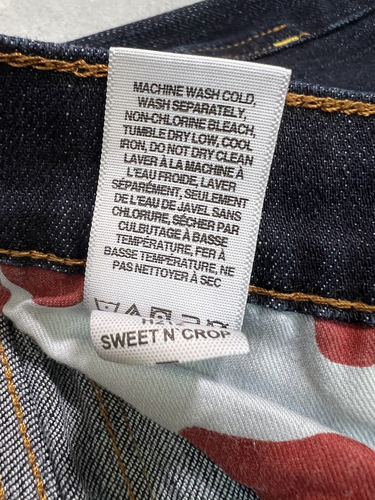 MACHINE WASH COLD,
WASH SEPARATELY,
NON-CHLORINE BLEACH,
TUMBLE DRY LOW, COOL
IRON, DO NOT DRY CLEAN
LAVER À LA MACHINE À
L'EAU FROIDE, LAVER
SÉPARÉMENT, SEULEMENT
DE L'EAU DE JAVEL SANS
CHLORURE, SÉCHER PAR
CULBUTAGE À BASSE
TEMPÉRATURE, FER À
BASSE TEMPÉRATURE, NE
PAS NETTOYER À SEC
SWEET N' CROP